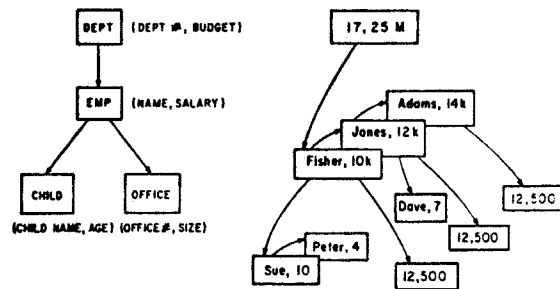 DEPT (DEPT #, BUDGET)
EMP (NAME, SALARY)
CHILD OFFICE
(CHILD NAME, AGE) (OFFICE #, SIZE)
17, 25 M
Adams, 14k
Jones, 12k
Fisher, 10k
12,500
Dave, 7
12,500
Peter, 4
Sue, 10
12,500